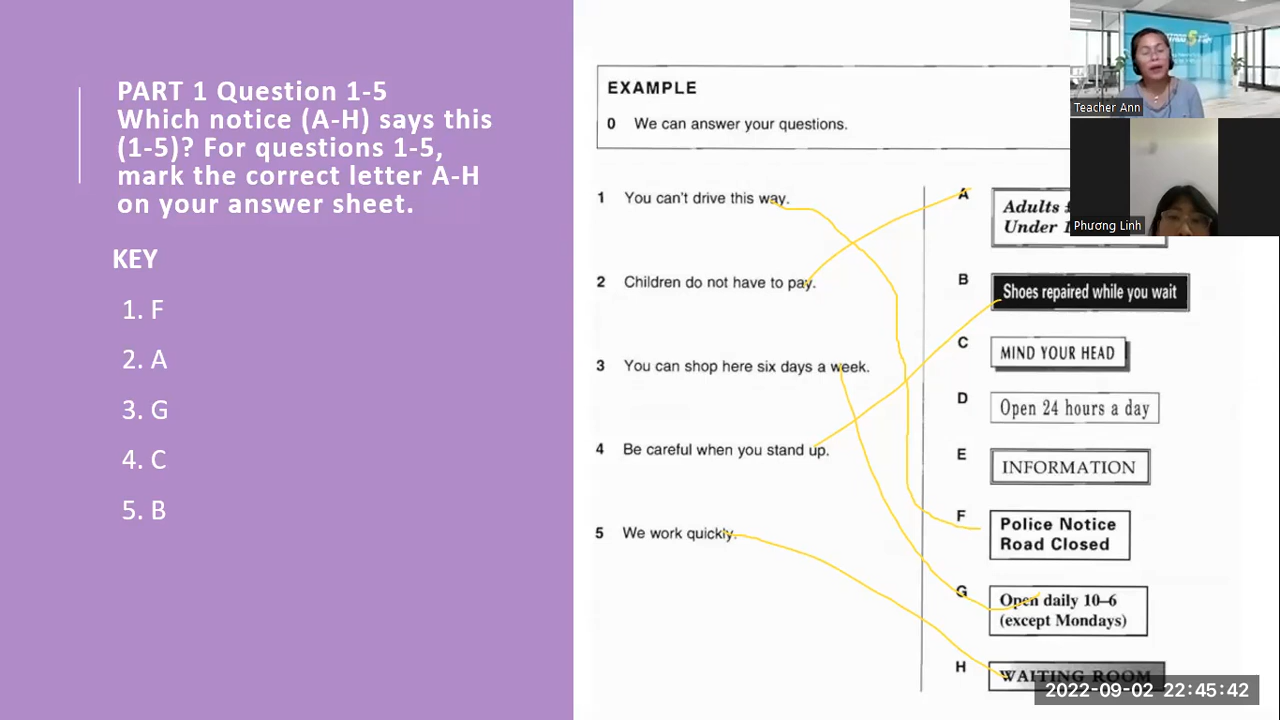 PART 1 Question 1-5
Which notice (A-H) says this
(1-5)? For questions 1-5,
mark the correct letter A-H
on your answer sheet.
KEY
1. F
2. A
3. G
4. C
5. B
EXAMPLE
0 We can answer your questions.
1 You can't drive this way.
2 Children do not have to pay.
3 You can shop here six days a week.
4 Be careful when you stand up.
5 We work quickly.
A Adults
Under
B Shoes repaired while you wait
C MIND YOUR HEAD
D Open 24 hours a day
E INFORMATION
F Police Notice
Road Closed
G Open daily 10–6
(except Mondays)
H WAITING ROOM
Teacher Ann
Phương Linh
2022-09-02 22:45:42